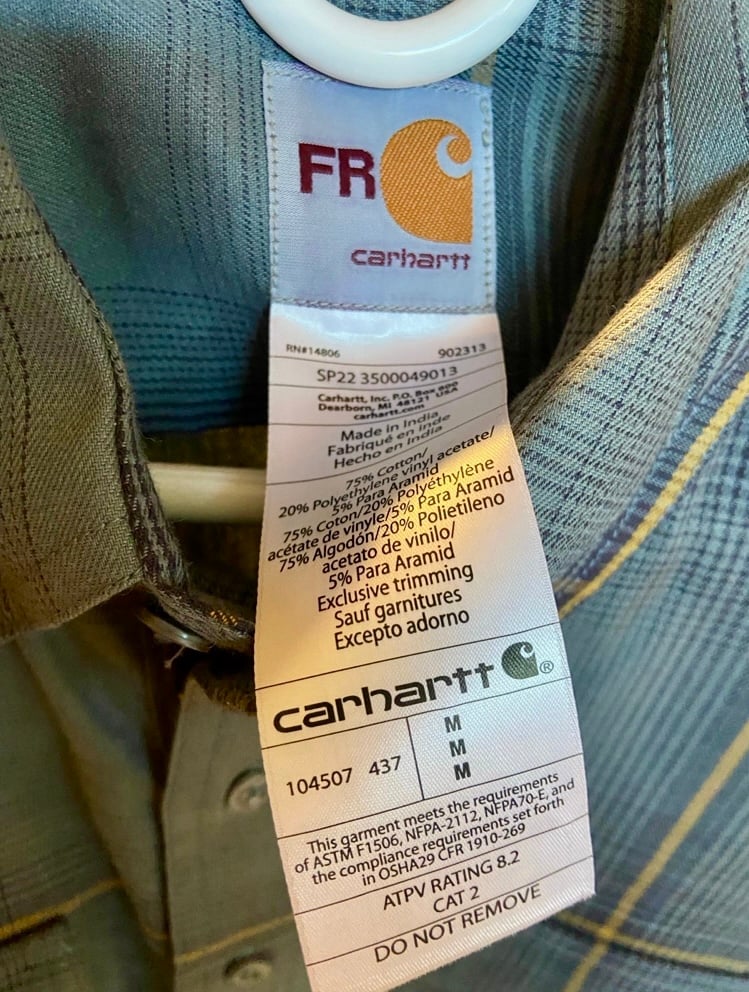 FR
carhartt
RN#14806 902313
SP22 3500049013
Carhartt, Inc. P.O. Box 600
Dearborn, MI 48121 USA
carhartt.com
Made in India
Fabriqué en Inde
Hecho en India
75% Cotton/
20% Polyethylene vinyl acetate/
5% Para Aramid
75% Coton/20% Polyéthylène
acétate de vinyle/5% Para Aramid
75% Algodón/20% Polietileno
acetato de vinilo/
5% Para Aramid
Exclusive trimming
Sauf garnitures
Excepto adorno
carhartt ®
104507 437
M
M
M
This garment meets the requirements
of ASTM F1506, NFPA-2112, NFPA70-E, and
the compliance requirements set forth
in OSHA29 CFR 1910-269
ATPV RATING 8.2
CAT 2
DO NOT REMOVE